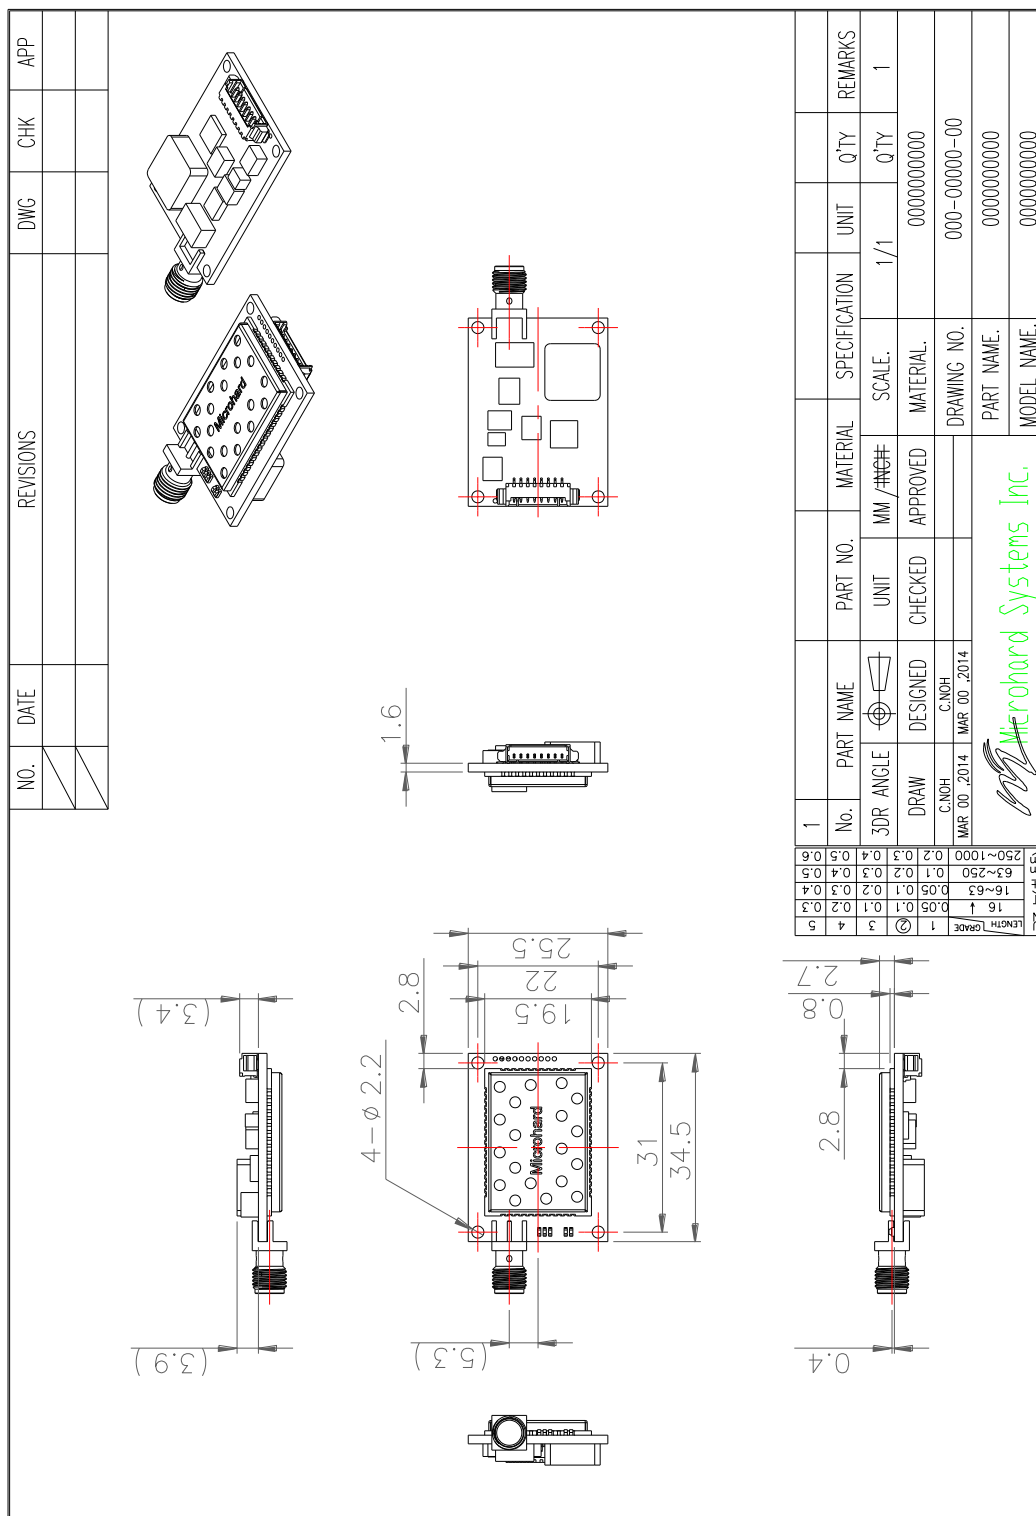 NO.
DATE
REVISIONS
DWG
CHK
APP
Microhard
1.6
(3.4)
(3.9)
2.8
25.5
22
19.5
4-ø2.2
Microhard
31
34.5
(5.3)
2.7
0.8
2.8
0.4
1
No. PART NAME PART NO. MATERIAL SPECIFICATION UNIT Q'TY REMARKS
3DR ANGLE UNIT MM/INCH SCALE. 1/1 Q'TY 1
DRAW DESIGNED CHECKED APPROVED MATERIAL. 0000000000
C.NOH C.NOH DRAWING NO. 000-00000-00
MAR 00 ,2014 MAR 00 ,2014
PART NAME. 0000000000
MODEL NAME. 0000000000
Microhard Systems Inc.
LENGTH GRADE 1 2 3 4 5
16 ↓ 0.05 0.1 0.1 0.2 0.3
16~63 0.05 0.1 0.2 0.3 0.4
63~250 0.1 0.2 0.3 0.4 0.5
250~1000 0.2 0.3 0.4 0.5 0.6